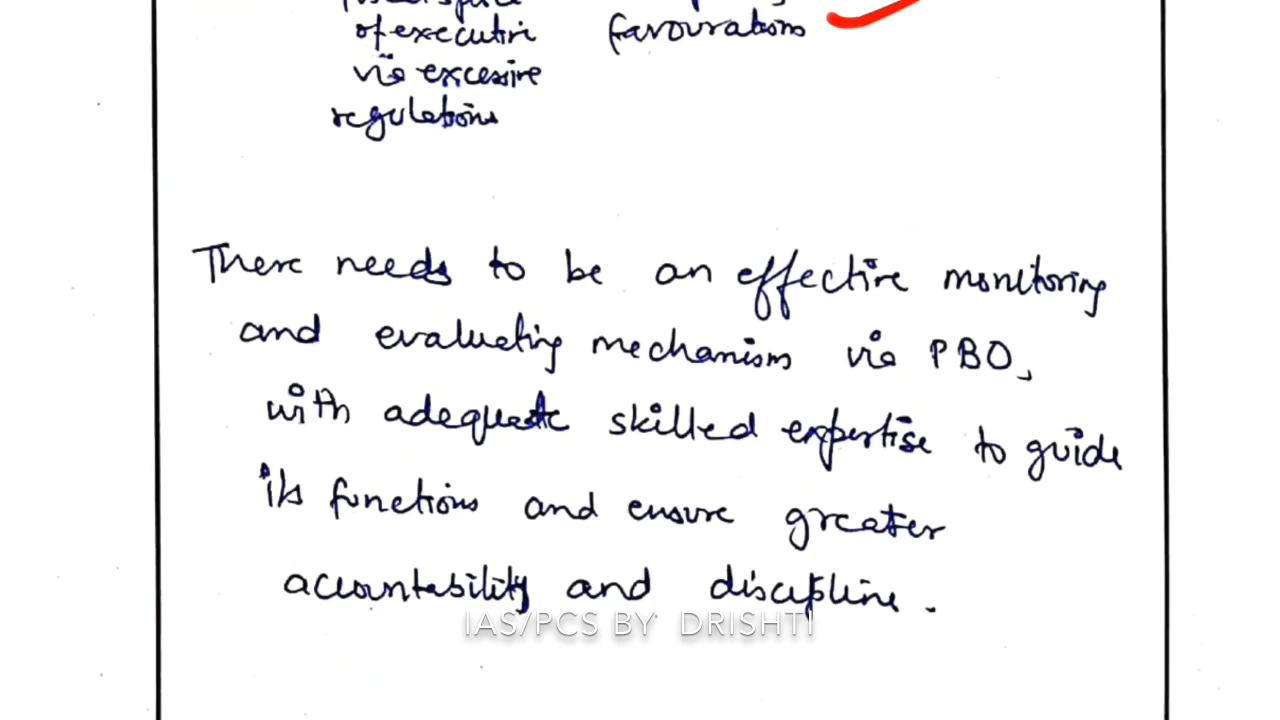 of executive favourations
via excessive
regulations
There needs to be an effective monitoring
and evaluating mechanism via PBO,
with adequate skilled expertise to guide
its functions and ensure greater
accountability and discipline.
IAS/PCS BY DRISHTI